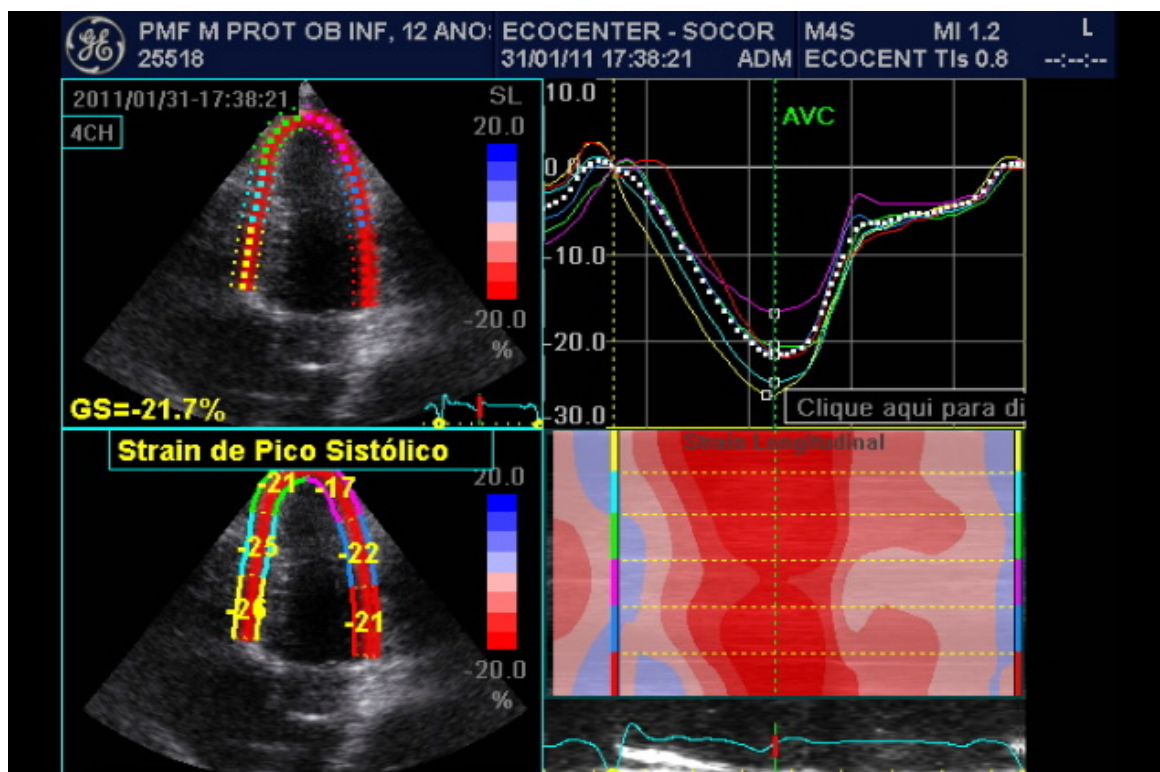 PMF M PROT OB INF, 12 ANO:
25518
ECOCENTER - SOCOR
31/01/11 17:38:21 ADM
M4S MI 1.2
ECOCENT TIs 0.8
L
--:--:--
2011/01/31-17:38:21
4CH
SL
20.0
-20.0
%
GS=-21.7%
10.0
0.0
-10.0
-20.0
-30.0
AVC
Clique aqui para di
Strain de Pico Sistólico
20.0
-20.0
%
-21 -17
-25 -22
-26 -21
Strain Longitudinal